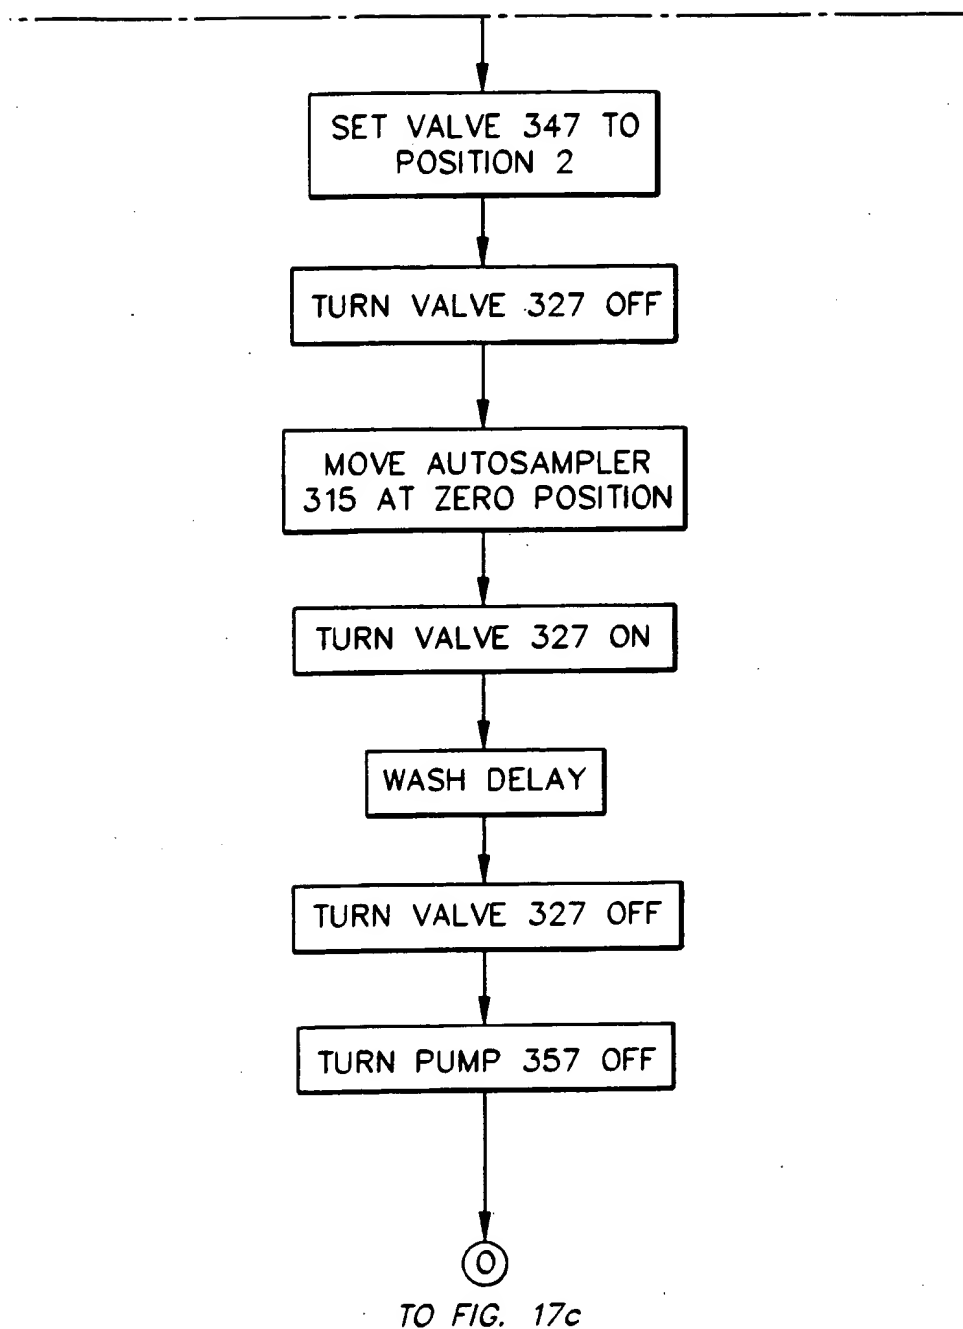 SET VALVE 347 TO
POSITION 2
TURN VALVE 327 OFF
MOVE AUTOSAMPLER
315 AT ZERO POSITION
TURN VALVE 327 ON
WASH DELAY
TURN VALVE 327 OFF
TURN PUMP 357 OFF
O
TO FIG. 17c